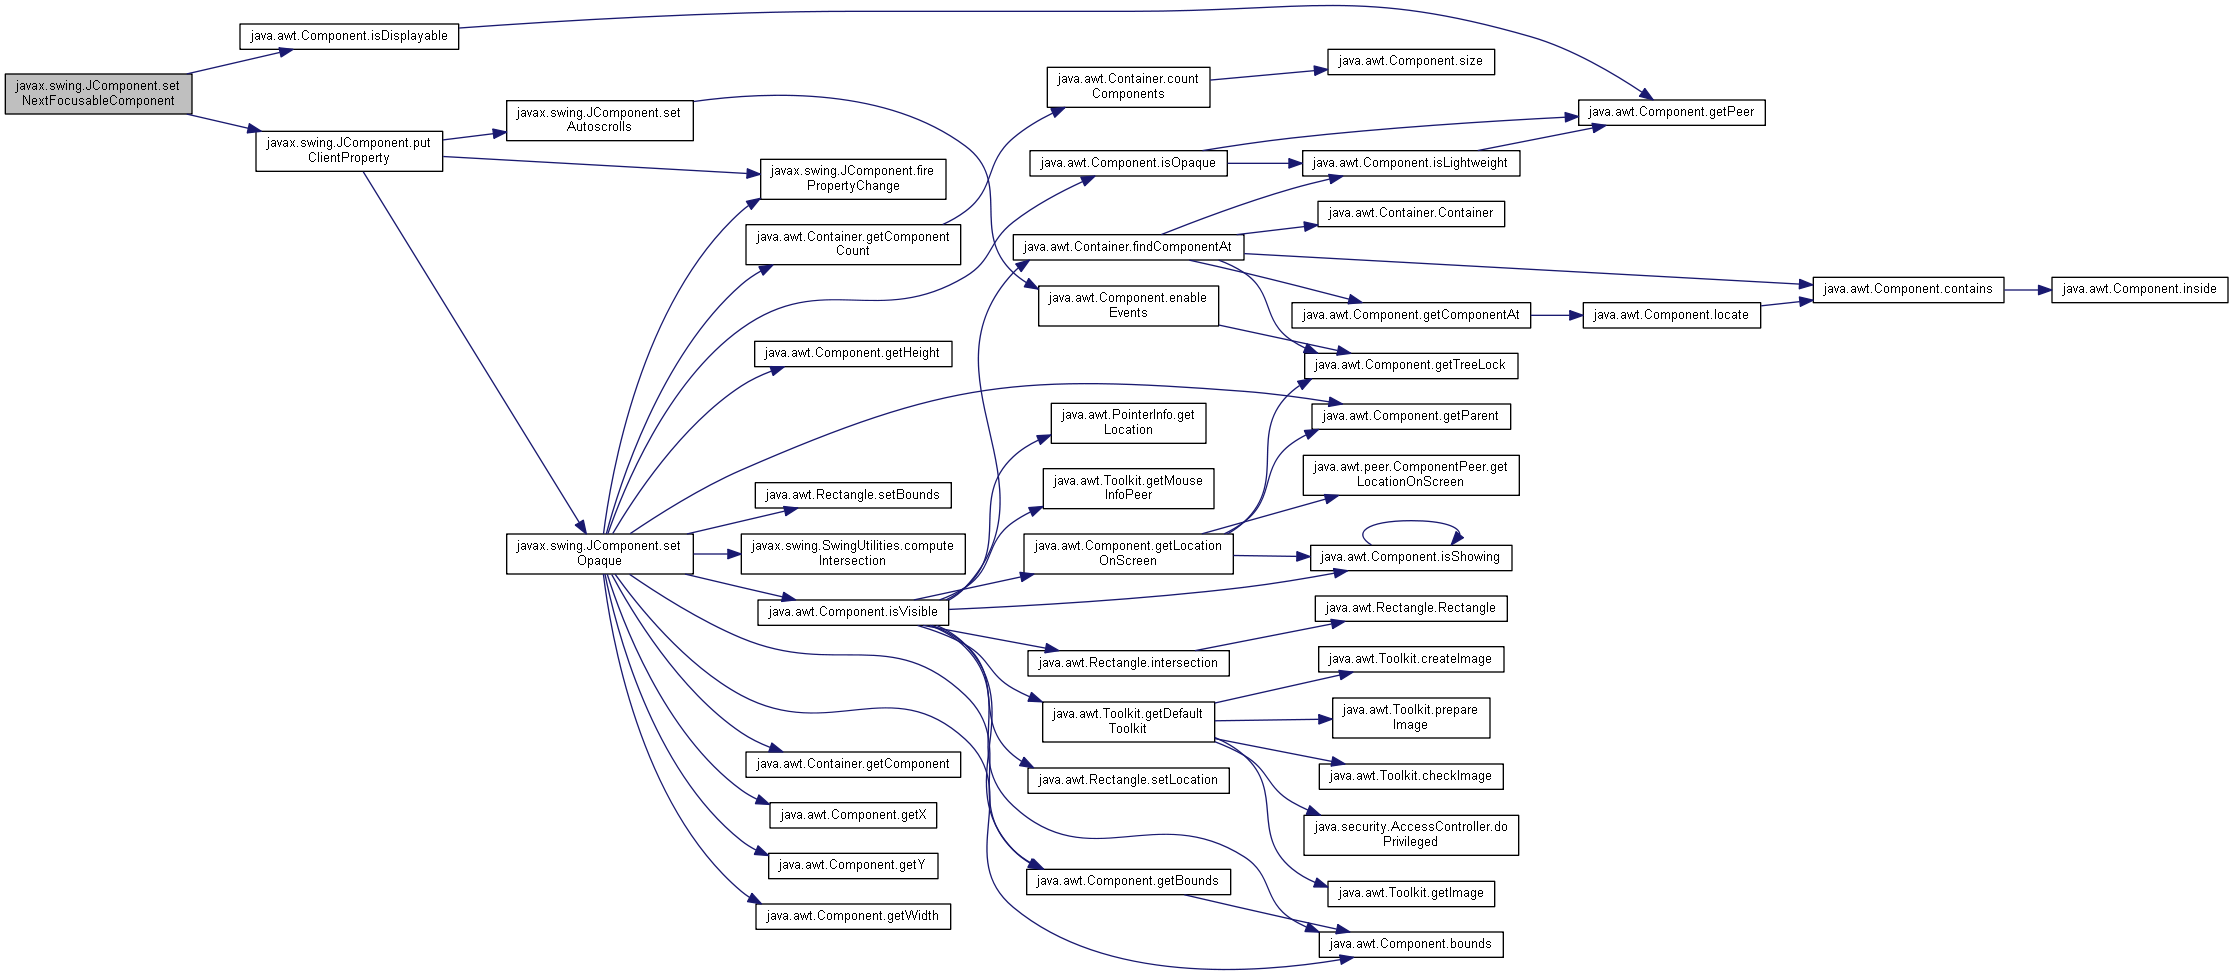 javax.swing.JComponent.set
NextFocusableComponent
java.awt.Component.isDisplayable
javax.swing.JComponent.put
ClientProperty
javax.swing.JComponent.set
Autoscrolls
javax.swing.JComponent.set
Opaque
javax.swing.JComponent.fire
PropertyChange
java.awt.Container.getComponent
Count
java.awt.Component.getHeight
java.awt.Rectangle.setBounds
javax.swing.SwingUtilities.compute
Intersection
java.awt.Component.isVisible
java.awt.Container.getComponent
java.awt.Component.getX
java.awt.Component.getY
java.awt.Component.getWidth
java.awt.Container.count
Components
java.awt.Component.isOpaque
java.awt.Container.findComponentAt
java.awt.Component.enable
Events
java.awt.PointerInfo.get
Location
java.awt.Toolkit.getMouse
InfoPeer
java.awt.Component.getLocation
OnScreen
java.awt.Rectangle.intersection
java.awt.Toolkit.getDefault
Toolkit
java.awt.Rectangle.setLocation
java.awt.Component.getBounds
java.awt.Component.size
java.awt.Component.isLightweight
java.awt.Container.Container
java.awt.Component.getComponentAt
java.awt.Component.getTreeLock
java.awt.Component.getParent
java.awt.peer.ComponentPeer.get
LocationOnScreen
java.awt.Component.isShowing
java.awt.Rectangle.Rectangle
java.awt.Toolkit.createImage
java.awt.Toolkit.prepare
Image
java.awt.Toolkit.checkImage
java.security.AccessController.do
Privileged
java.awt.Toolkit.getImage
java.awt.Component.bounds
java.awt.Component.getPeer
java.awt.Component.locate
java.awt.Component.contains
java.awt.Component.inside